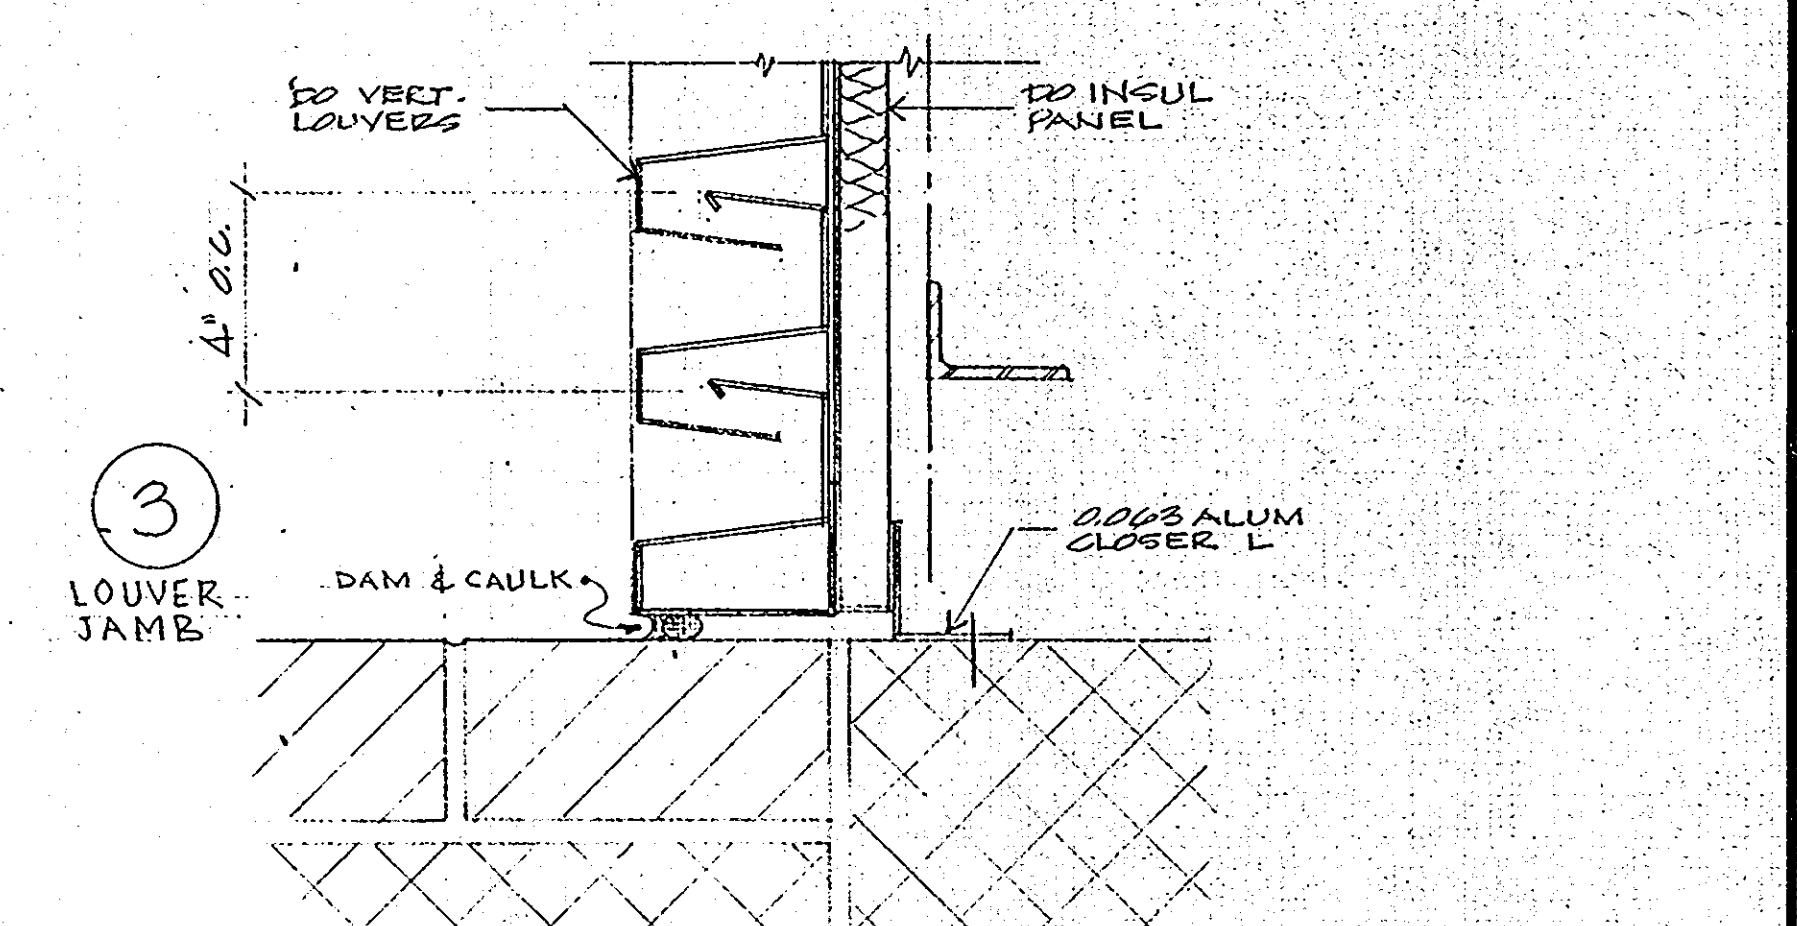 DO VERT.
LOUVERS
DO INSUL
PANEL
4" O.C.
3
LOUVER
JAMB
DAM & CAULK
0.063 ALUM
CLOSER L